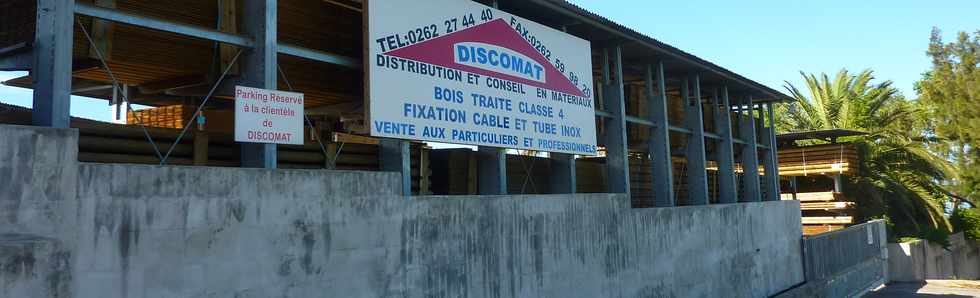 TEL:0262 27 44 40 FAX:0262 59 98 20
DISCOMAT
DISTRIBUTION ET CONSEIL EN MATERIAUX
BOIS TRAITE CLASSE 4
FIXATION CABLE ET TUBE INOX
VENTE AUX PARTICULIERS ET PROFESSIONNELS
Parking Réservé
à la clientèle
de
DISCOMAT